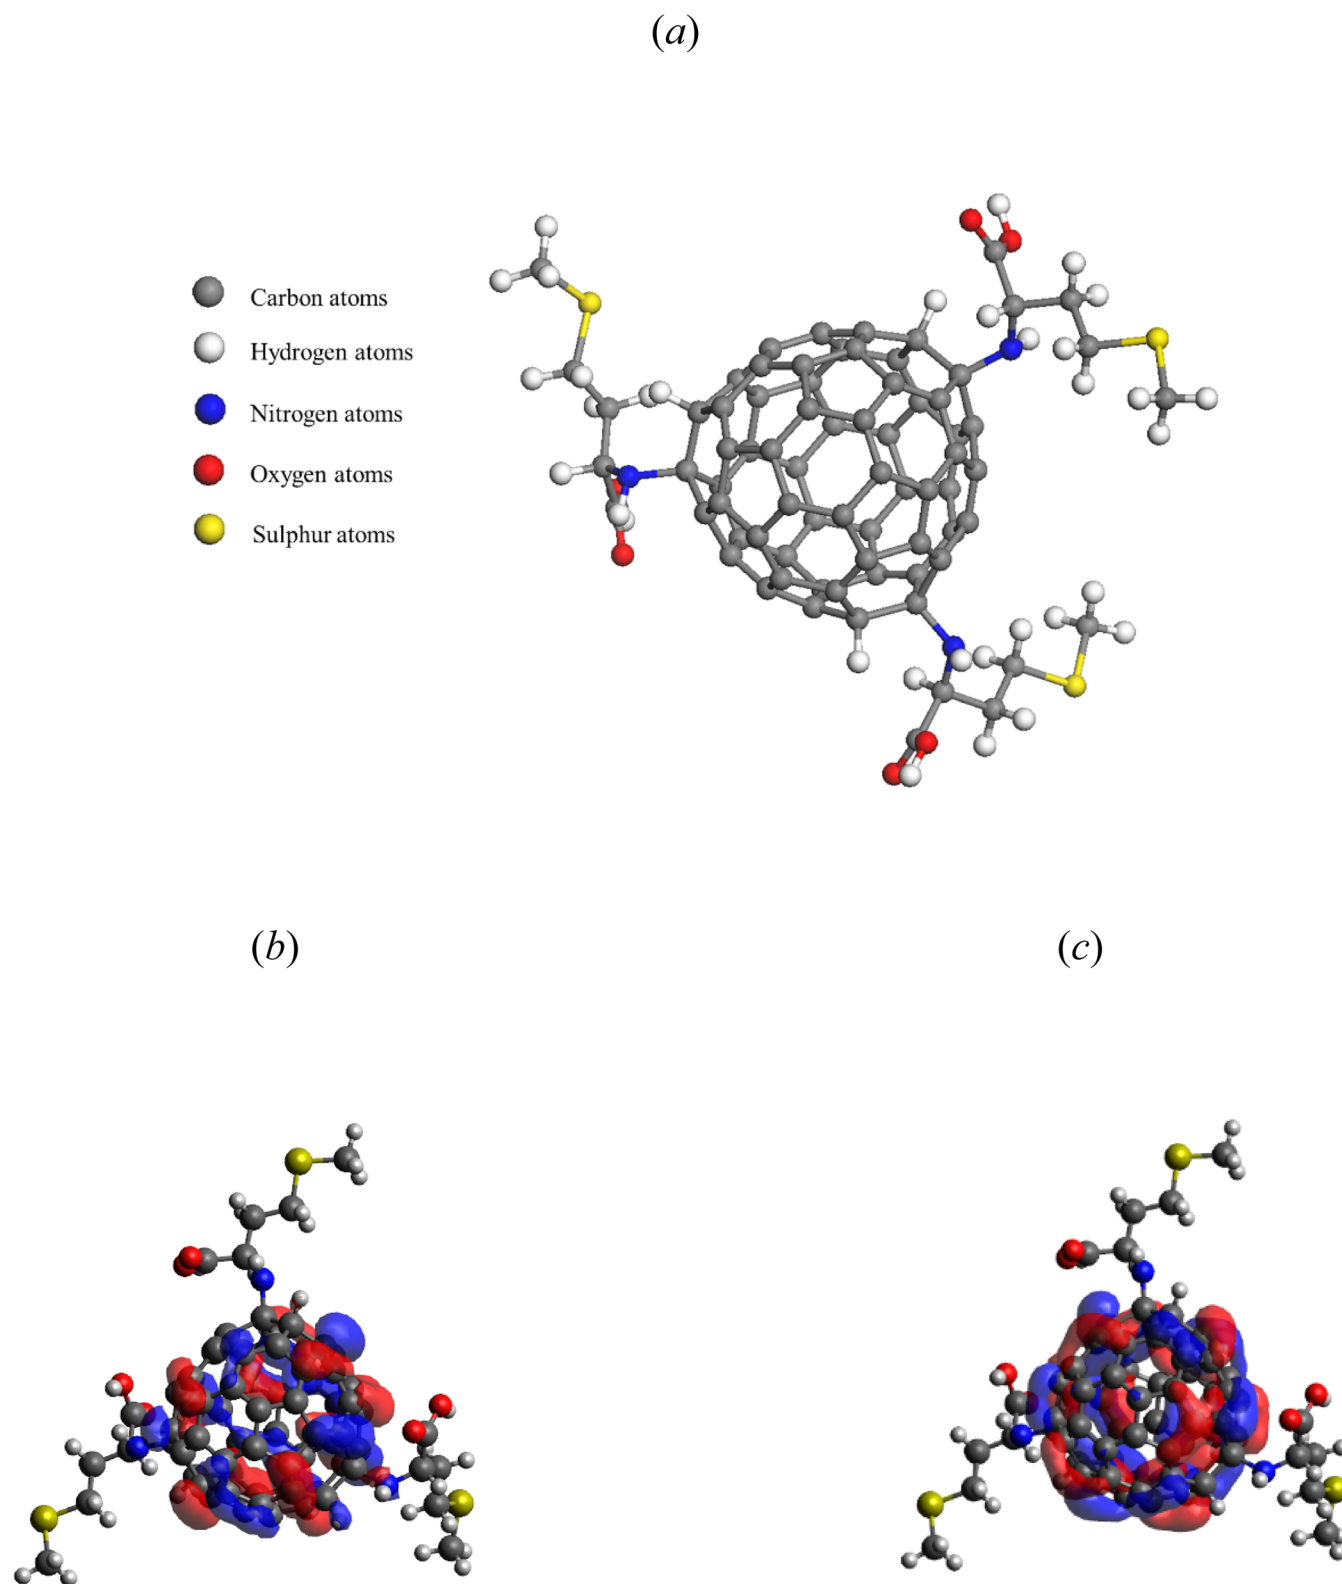 (a)
Carbon atoms
Hydrogen atoms
Nitrogen atoms
Oxygen atoms
Sulphur atoms
(b)
(c)